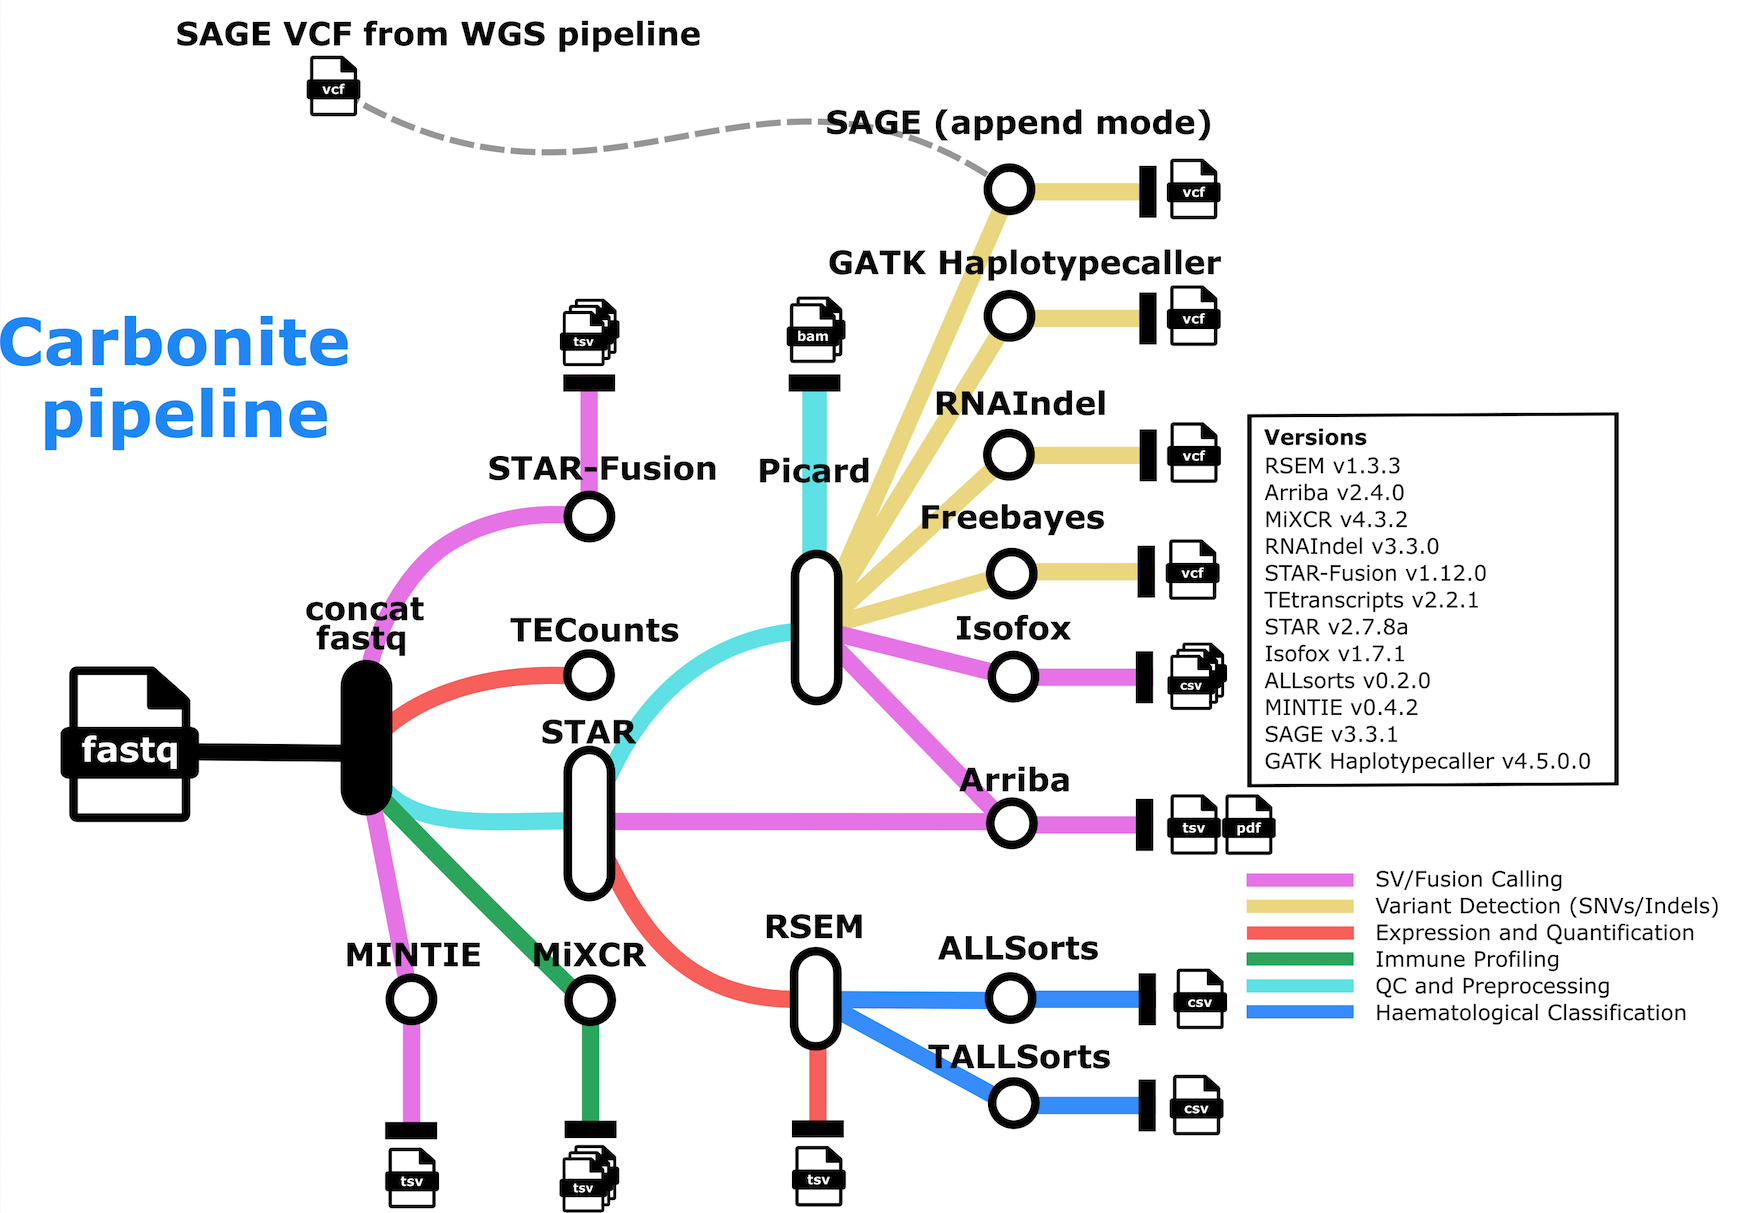 SAGE VCF from WGS pipeline
vcf
SAGE (append mode)
vcf
GATK Haplotypecaller
vcf
Carbonite
pipeline
tsv
bam
RNAIndel
vcf
STAR-Fusion
Picard
Freebayes
vcf
concat
fastq
TECounts
Isofox
csv
fastq
STAR
Arriba
tsv
pdf
Versions
RSEM v1.3.3
Arriba v2.4.0
MiXCR v4.3.2
RNAIndel v3.3.0
STAR-Fusion v1.12.0
TEtranscripts v2.2.1
STAR v2.7.8a
Isofox v1.7.1
ALLsorts v0.2.0
MINTIE v0.4.2
SAGE v3.3.1
GATK Haplotypecaller v4.5.0.0
SV/Fusion Calling
Variant Detection (SNVs/Indels)
Expression and Quantification
Immune Profiling
QC and Preprocessing
Haematological Classification
MINTIE
MiXCR
RSEM
ALLSorts
csv
TALLSorts
csv
tsv
tsv
tsv